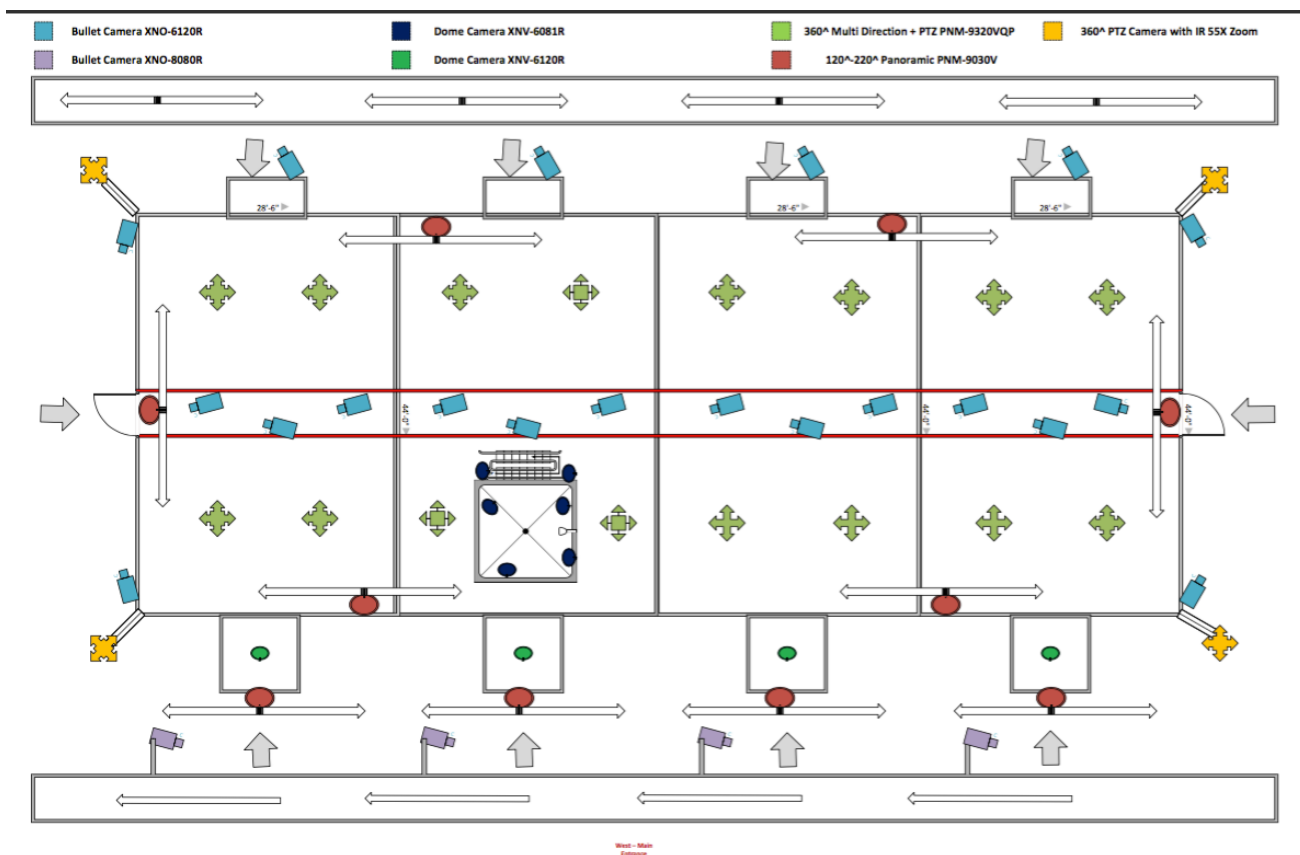 Bullet Camera XNO-6120R
Dome Camera XNV-6081R
360^ Multi Direction + PTZ PNM-9320VQP
360^ PTZ Camera with IR 55X Zoom
Bullet Camera XNO-8080R
Dome Camera XNV-6120R
120^-220^ Panoramic PNM-9030V
28'-6"
28'-6"
28'-6"
44'-0"
44'-0"
44'-0"
West – Main
Entrance